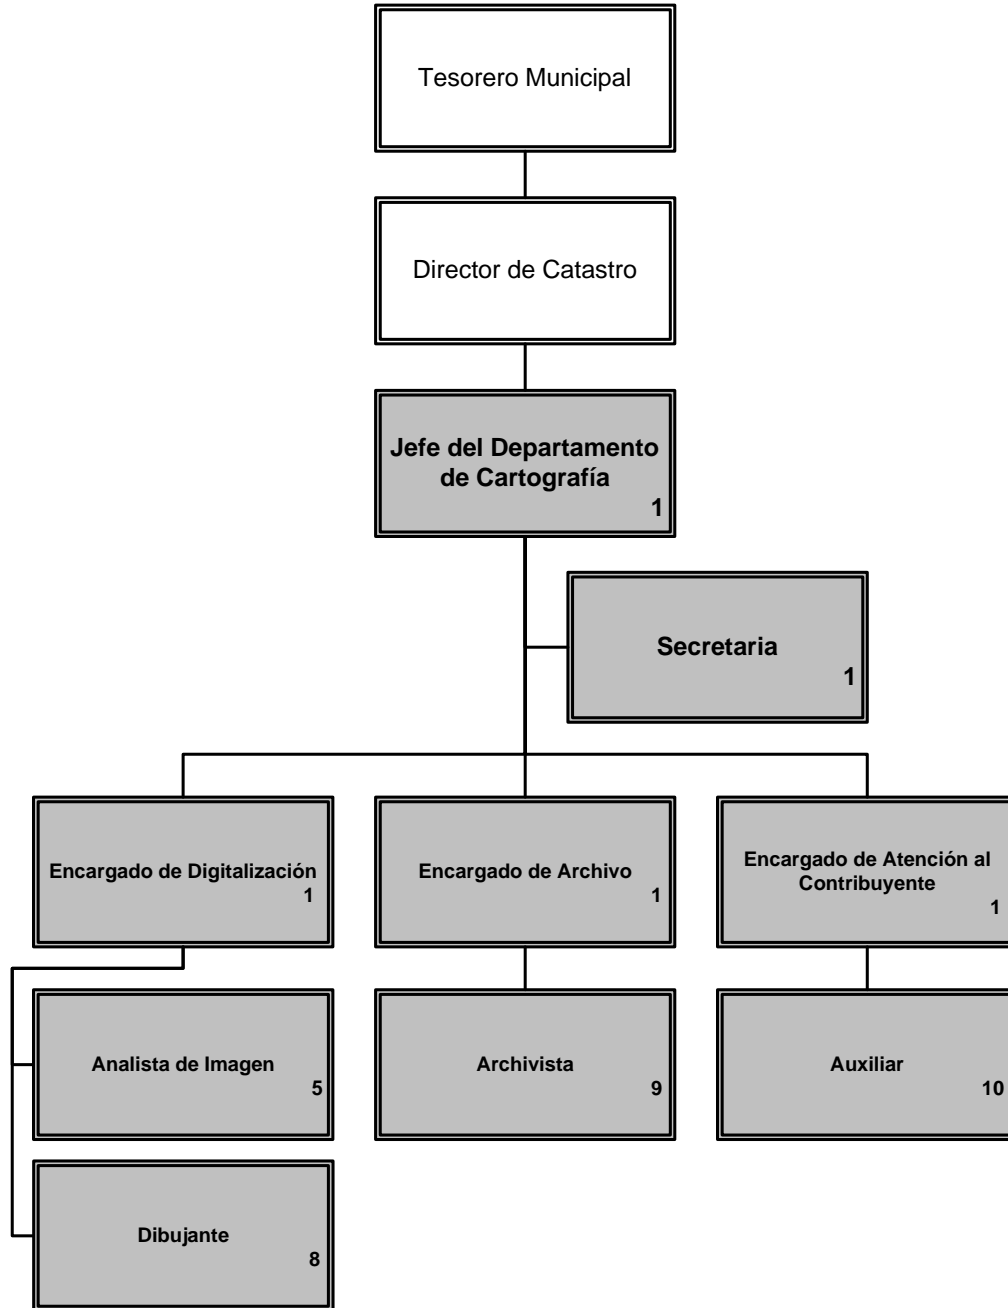 Tesorero Municipal
Director de Catastro
Jefe del Departamento
de Cartografía
1
Secretaria
1
Encargado de Digitalización
1
Encargado de Archivo
1
Encargado de Atención al
Contribuyente
1
Analista de Imagen
5
Archivista
9
Auxiliar
10
Dibujante
8